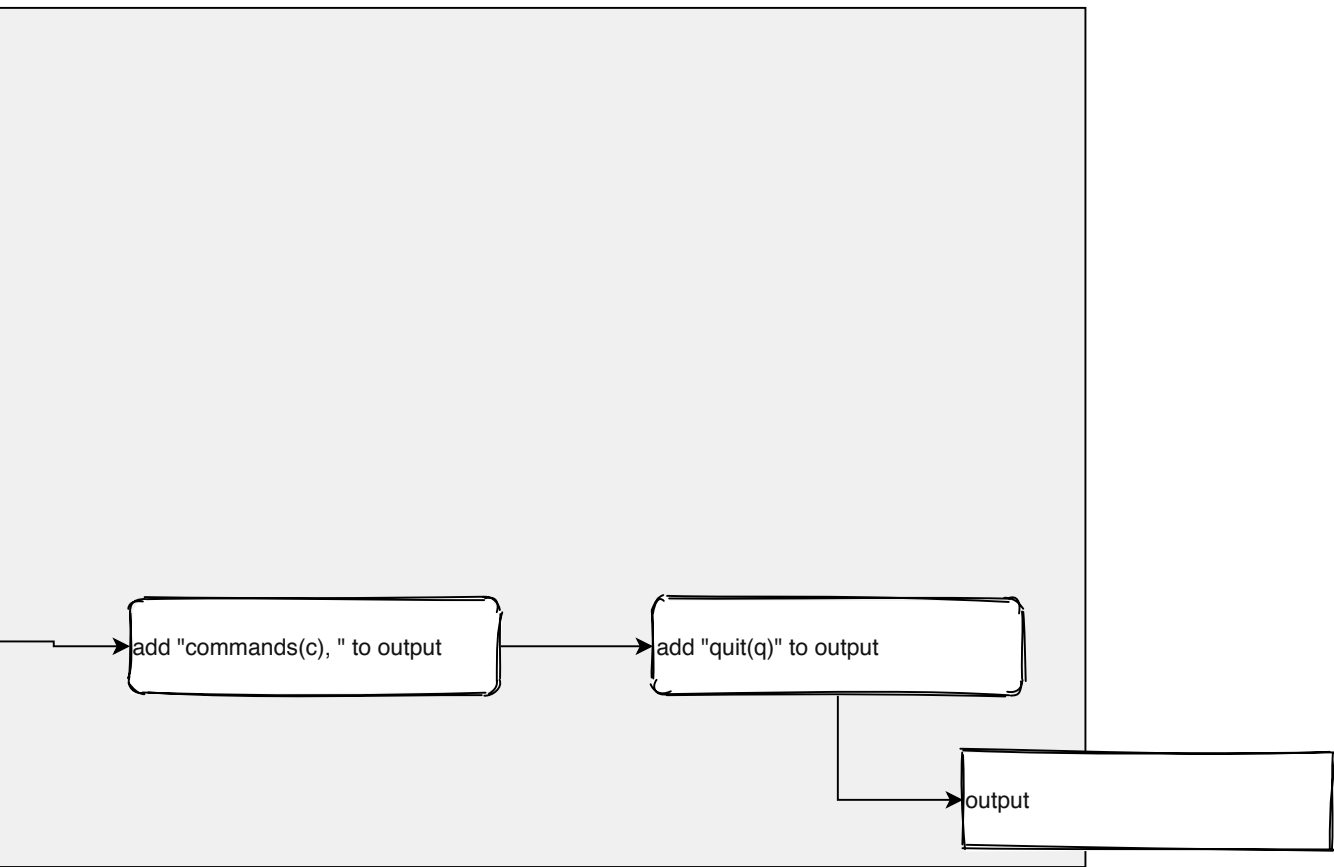 add "commands(c), " to output
add "quit(q)" to output
output